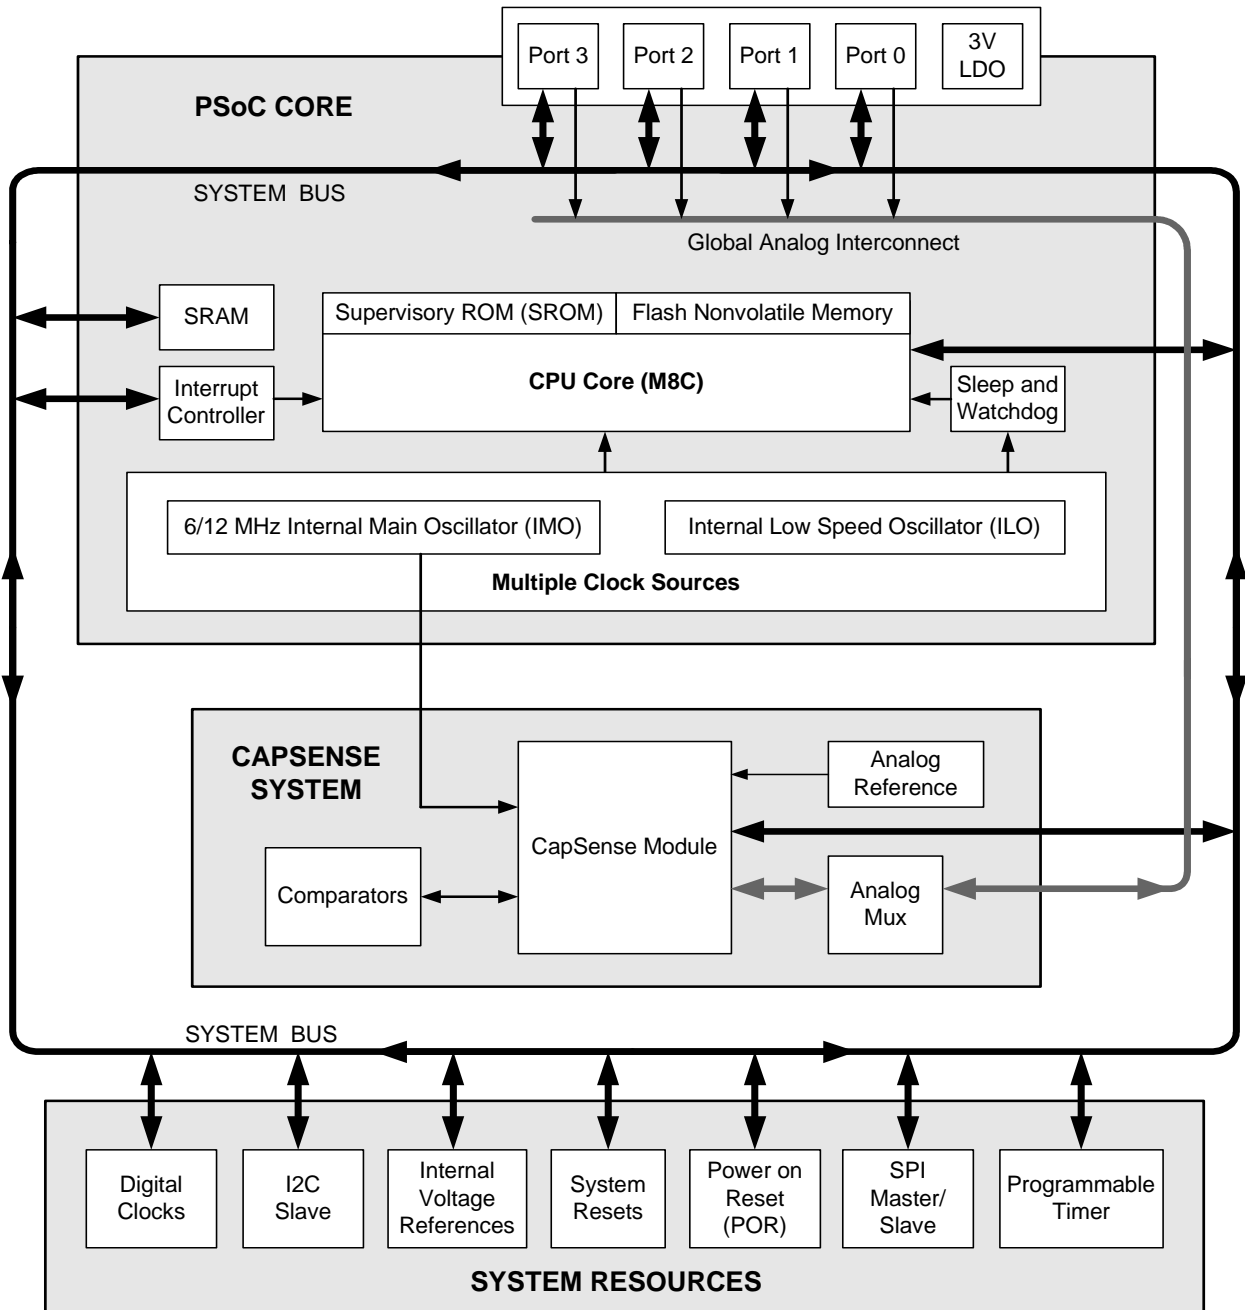 Port 3
Port 2
Port 1
Port 0
3V
LDO
PSoC CORE
SYSTEM BUS
Global Analog Interconnect
SRAM
Supervisory ROM (SROM)
Flash Nonvolatile Memory
CPU Core (M8C)
Interrupt
Controller
Sleep and
Watchdog
6/12 MHz Internal Main Oscillator (IMO)
Internal Low Speed Oscillator (ILO)
Multiple Clock Sources
CAPSENSE
SYSTEM
Analog
Reference
CapSense Module
Comparators
Analog
Mux
SYSTEM BUS
Digital
Clocks
I2C
Slave
Internal
Voltage
References
System
Resets
Power on
Reset
(POR)
SPI
Master/
Slave
Programmable
Timer
SYSTEM RESOURCES